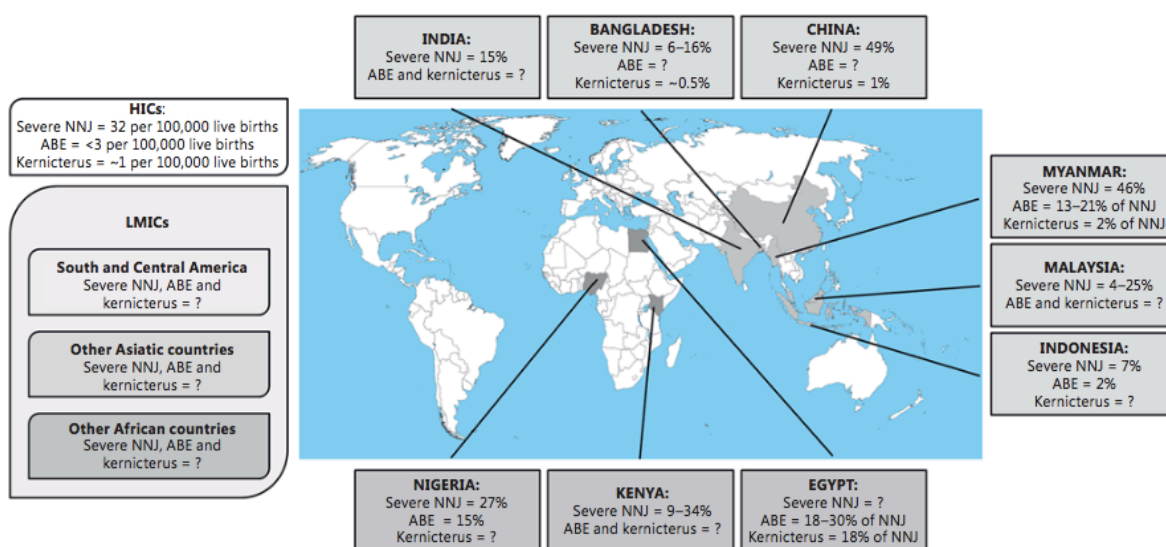 INDIA:
Severe NNJ = 15%
ABE and kernicterus = ?
BANGLADESH:
Severe NNJ = 6–16%
ABE = ?
Kernicterus = ~0.5%
CHINA:
Severe NNJ = 49%
ABE = ?
Kernicterus = 1%
HICs:
Severe NNJ = 32 per 100,000 live births
ABE = <3 per 100,000 live births
Kernicterus = ~1 per 100,000 live births
LMICs
South and Central America
Severe NNJ, ABE and
kernicterus = ?
Other Asiatic countries
Severe NNJ, ABE and
kernicterus = ?
Other African countries
Severe NNJ, ABE and
kernicterus = ?
MYANMAR:
Severe NNJ = 46%
ABE = 13–21% of NNJ
Kernicterus = 2% of NNJ
MALAYSIA:
Severe NNJ = 4–25%
ABE and kernicterus = ?
INDONESIA:
Severe NNJ = 7%
ABE = 2%
Kernicterus = ?
NIGERIA:
Severe NNJ = 27%
ABE = 15%
Kernicterus = ?
KENYA:
Severe NNJ = 9–34%
ABE and kernicterus = ?
EGYPT:
Severe NNJ = ?
ABE = 18–30% of NNJ
Kernicterus = 18% of NNJ